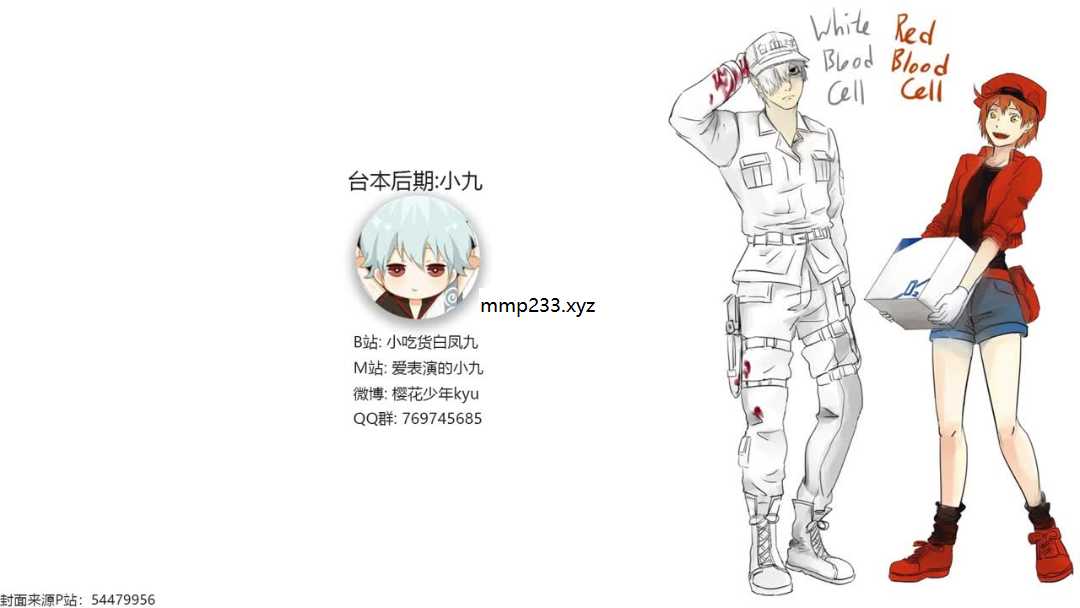 White
Blood
Cell
Red
Blood
Cell
台本后期:小九
mmp233.xyz
B站: 小吃货白凤九
M站: 爱表演的小九
微博: 樱花少年kyu
QQ群: 769745685
封面来源P站：54479956